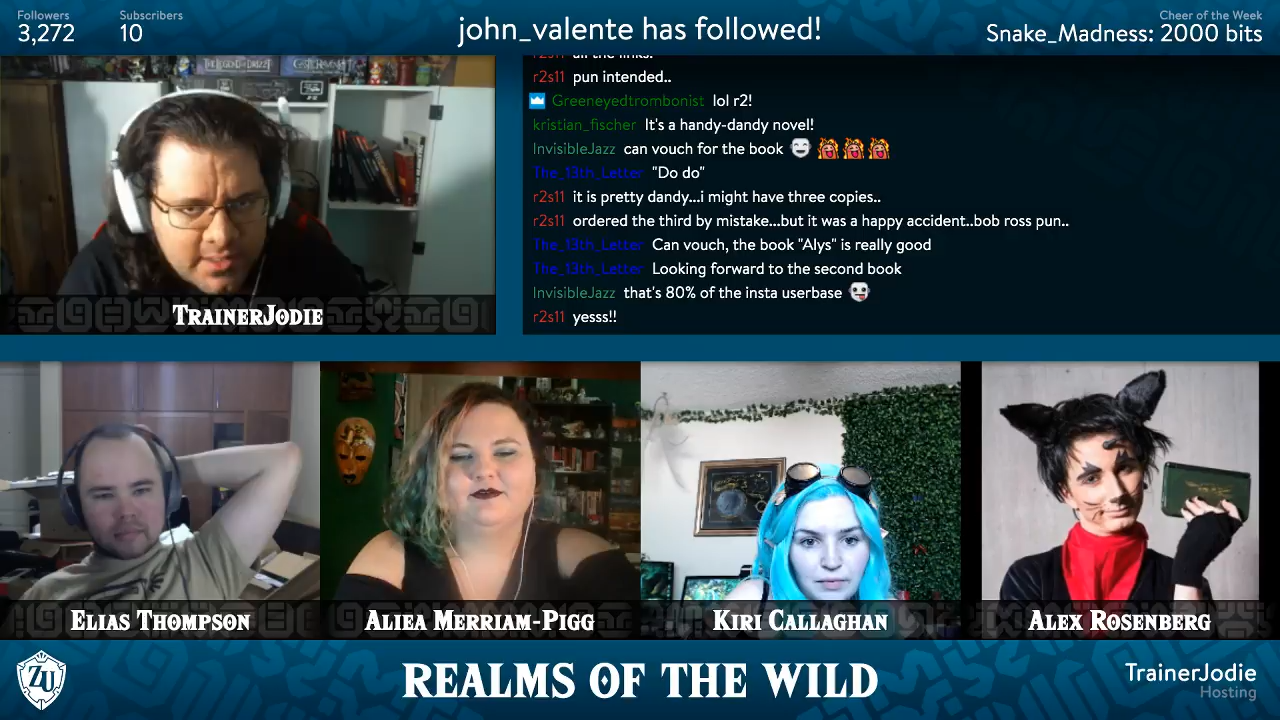 Followers
3,272
Subscribers
10
john_valente has followed!
Cheer of the Week
Snake_Madness: 2000 bits
r2s11 all the links.
r2s11 pun intended..
Greeneyedtrombonist lol r2!
kristian_fischer It's a handy-dandy novel!
InvisibleJazz can vouch for the book
The_13th_Letter "Do do"
r2s11 it is pretty dandy...i might have three copies..
r2s11 ordered the third by mistake...but it was a happy accident..bob ross pun..
The_13th_Letter Can vouch, the book "Alys" is really good
The_13th_Letter Looking forward to the second book
InvisibleJazz that's 80% of the insta userbase
r2s11 yesss!!
TrainerJodie
Elias Thompson
Aliea Merriam-Pigg
Kiri Callaghan
Alex Rosenberg
ZU
REALMS OF THE WILD
TrainerJodie
Hosting